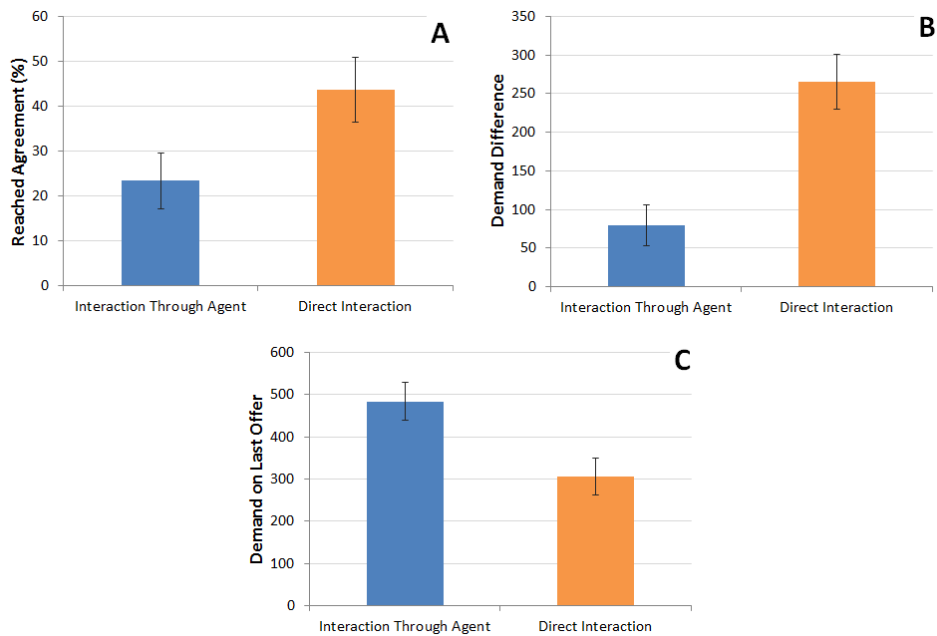 A
Reached Agreement (%)
60
50
40
30
20
10
0
Interaction Through Agent
Direct Interaction
B
Demand Difference
350
300
250
200
150
100
50
0
Interaction Through Agent
Direct Interaction
C
Demand on Last Offer
600
500
400
300
200
100
0
Interaction Through Agent
Direct Interaction